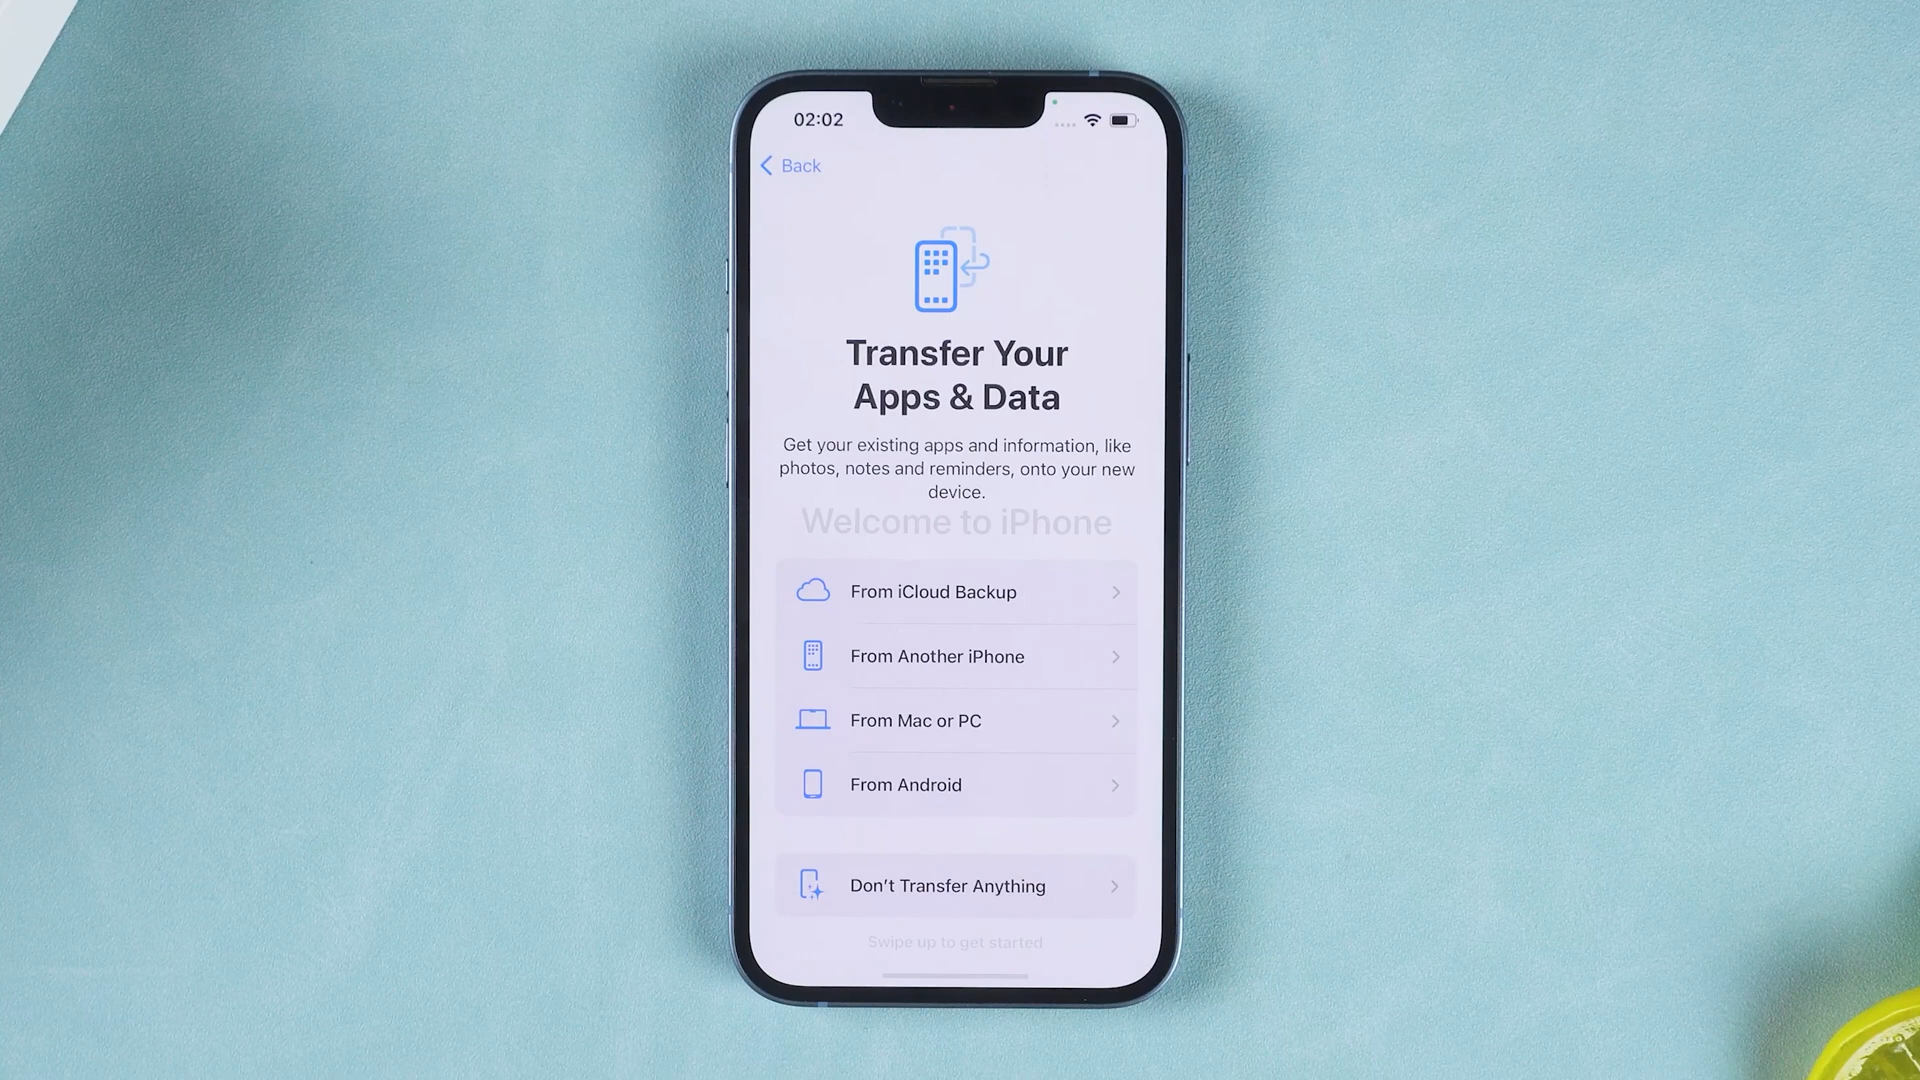 02:02
Back
Transfer Your
Apps & Data
Get your existing apps and information, like
photos, notes and reminders, onto your new
device.
Welcome to iPhone
From iCloud Backup
From Another iPhone
From Mac or PC
From Android
Don't Transfer Anything
Swipe up to get started